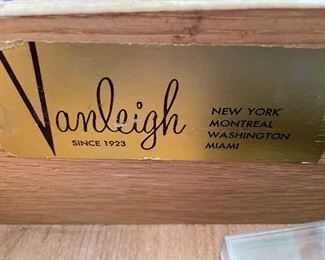 Vanleigh
SINCE 1923
NEW YORK
MONTREAL
WASHINGTON
MIAMI